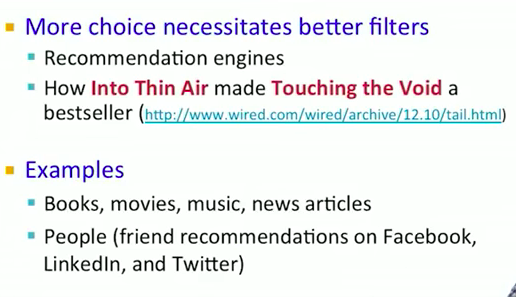 More choice necessitates better filters
Recommendation engines
How Into Thin Air made Touching the Void a
bestseller (http://www.wired.com/wired/archive/12.10/tail.html)
Examples
Books, movies, music, news articles
People (friend recommendations on Facebook,
LinkedIn, and Twitter)